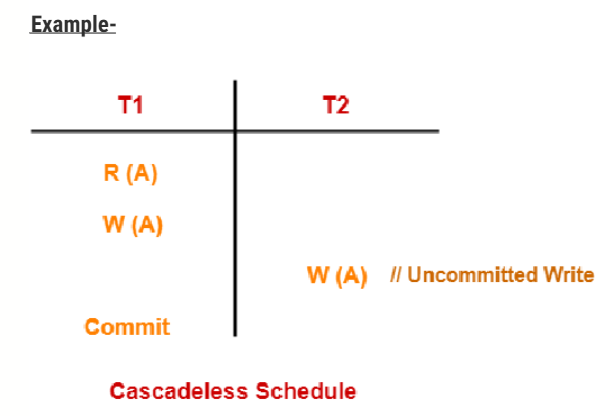 Example-
T1 T2
R (A)
W (A)
W (A) // Uncommitted Write
Commit
Cascadeless Schedule